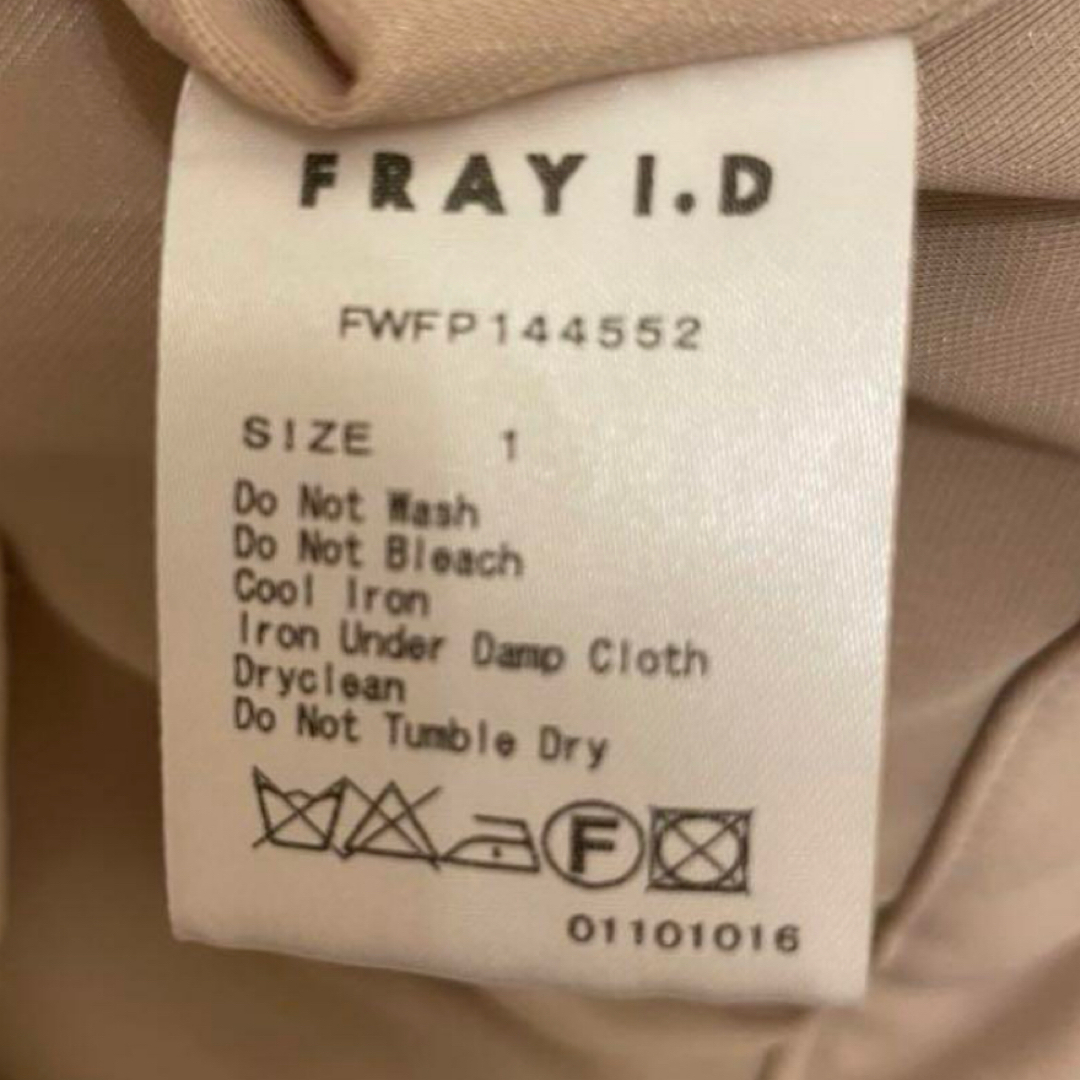 FRAY I.D
FWFP144552
SIZE 1
Do Not Wash
Do Not Bleach
Cool Iron
Iron Under Damp Cloth
Dryclean
Do Not Tumble Dry
F
01101016